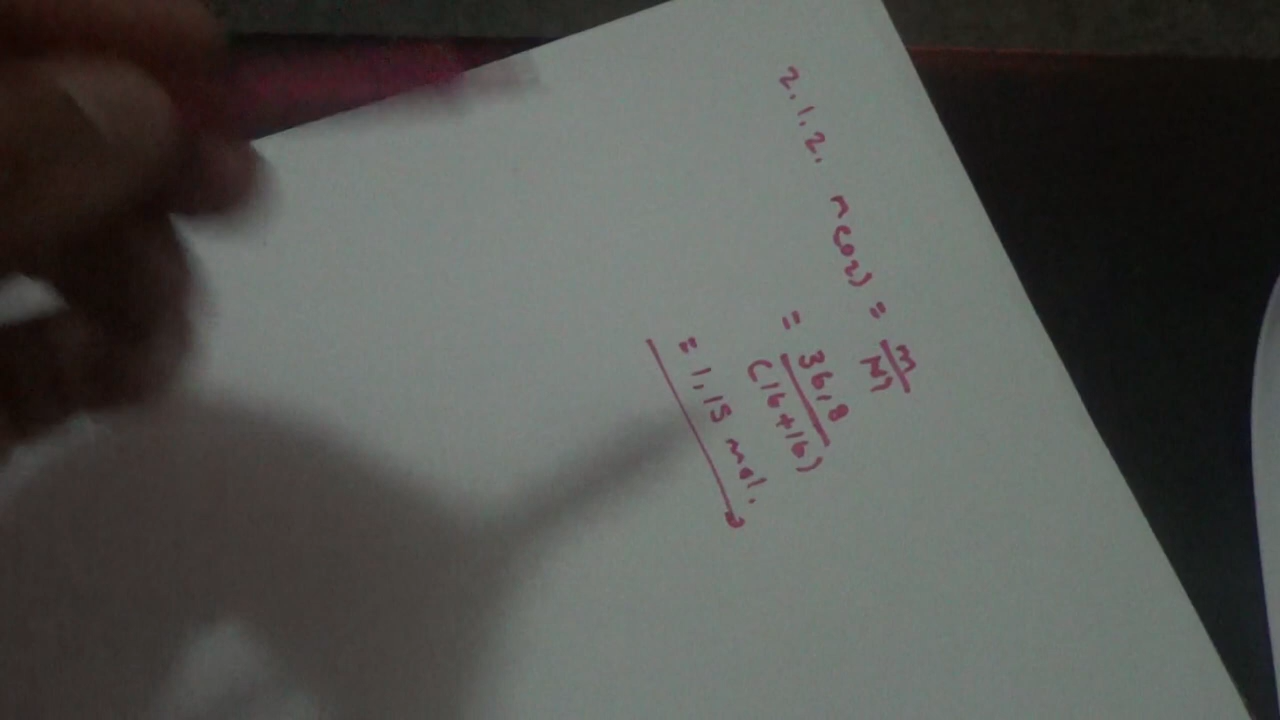 2.1.2. n(O2) = m/M
= 36,8/(16+16)
= 1,15 mol.